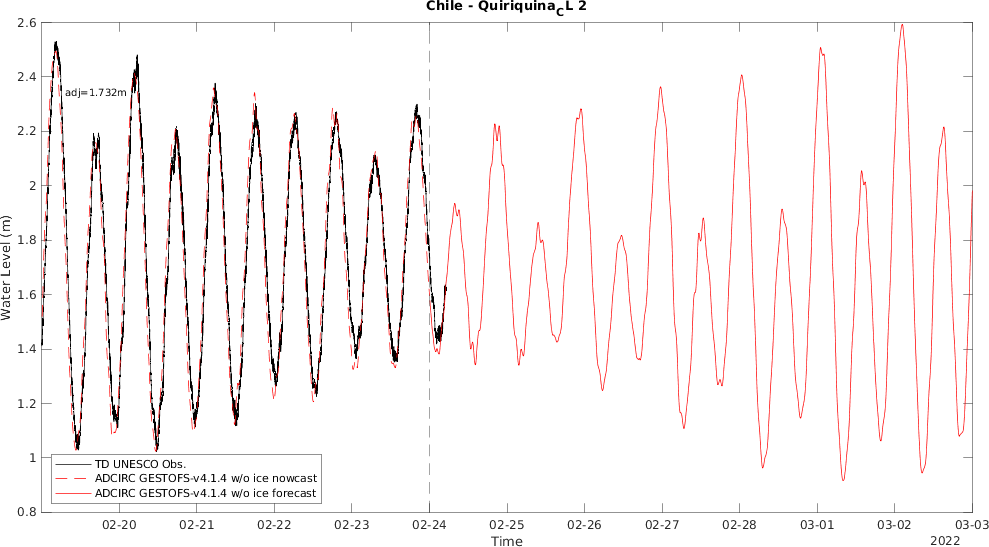 Chile - Quiriquina_CL 2
2.6
2.4
2.2
2
1.8
1.6
1.4
1.2
1
0.8
Water Level (m)
adj=1.732m
TD UNESCO Obs.
ADCIRC GESTOFS-v4.1.4 w/o ice nowcast
ADCIRC GESTOFS-v4.1.4 w/o ice forecast
02-20 02-21 02-22 02-23 02-24 02-25 02-26 02-27 02-28 03-01 03-02 03-03
Time
2022